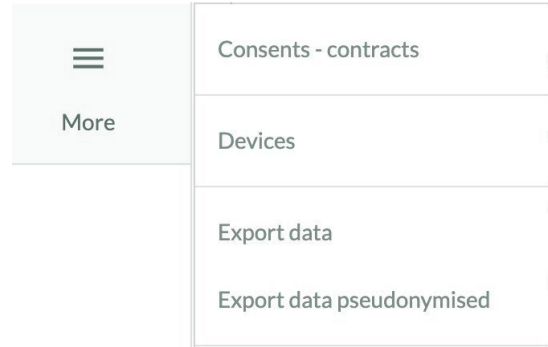 More
Consents - contracts
Devices
Export data
Export data pseudonymised